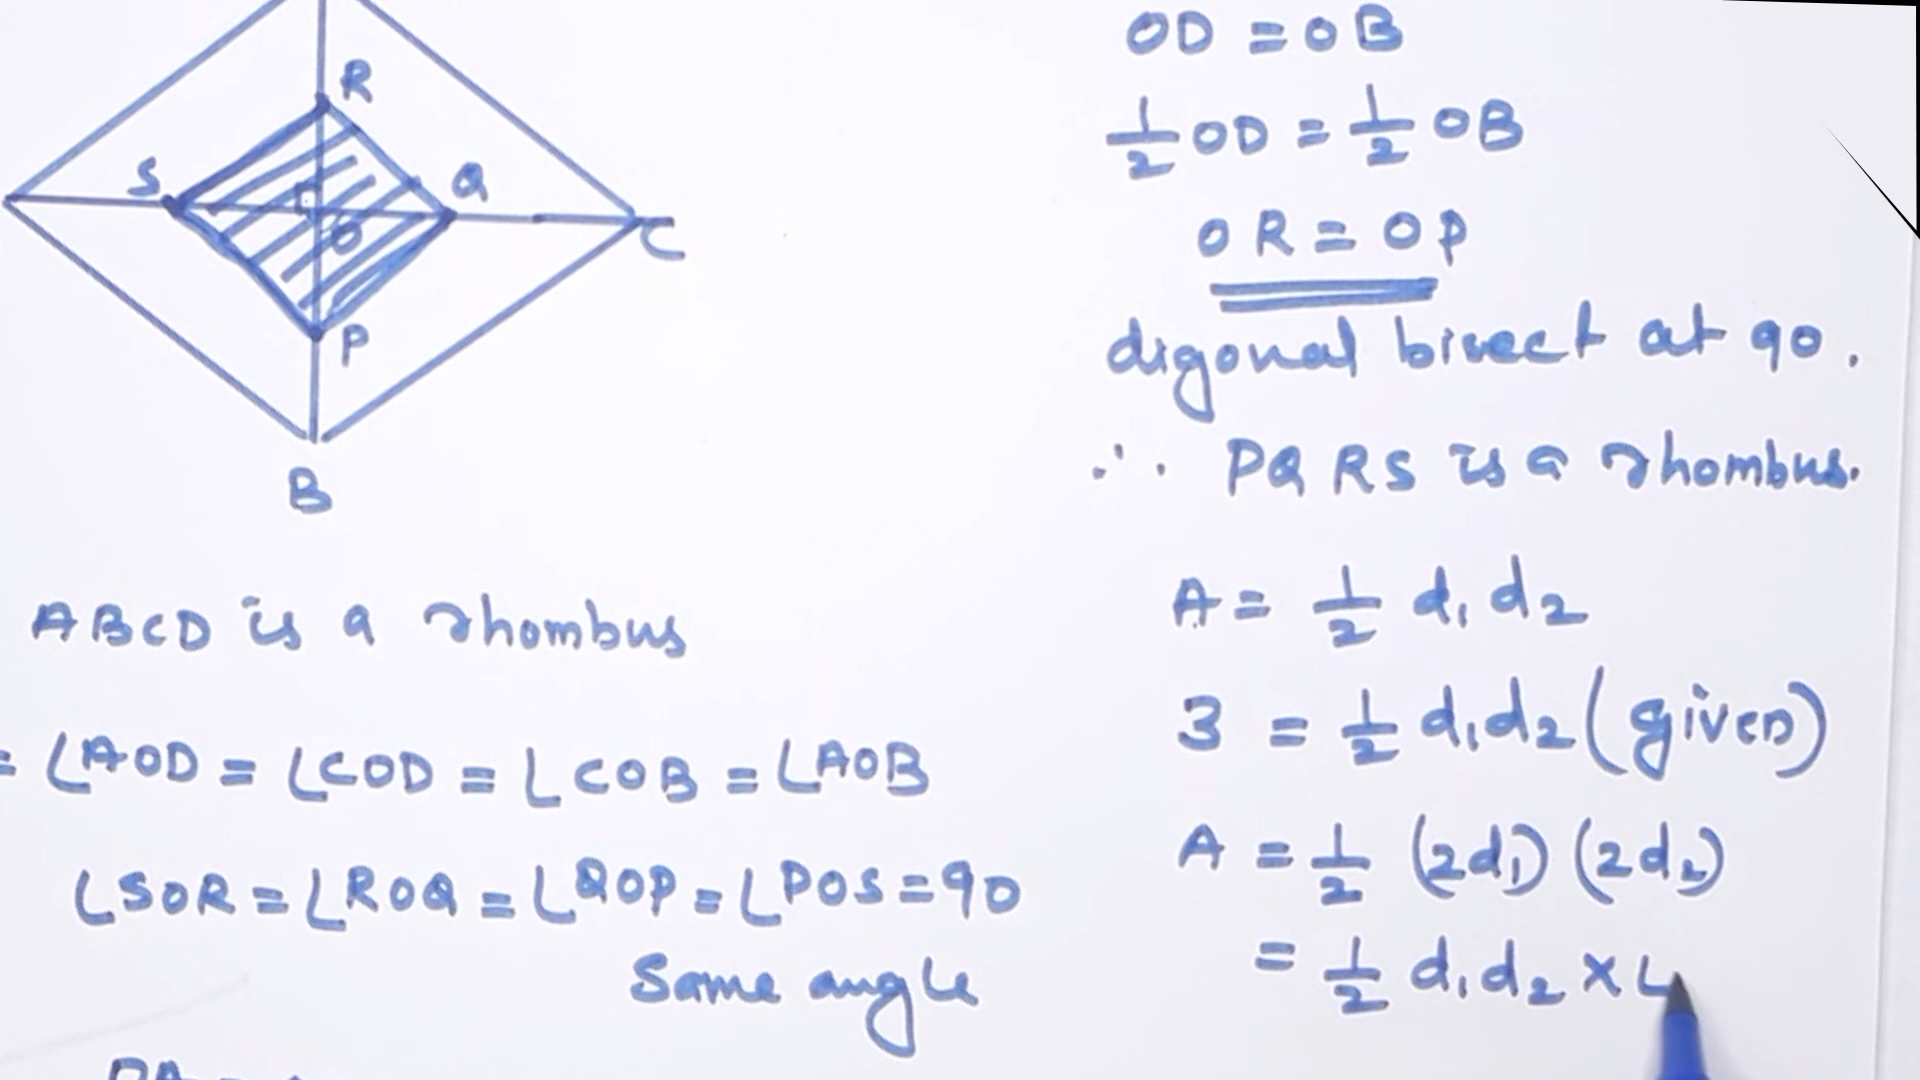 R
S
Q
O
C
P
B
ABCD is a rhombus
= ∠AOD = ∠COD = ∠COB = ∠AOB
∠SOR = ∠ROQ = ∠QOP = ∠POS = 90
Same angle
OD = OB
1/2 OD = 1/2 OB
OR = OP
digonal bisect at 90.
∴ PQRS is a rhombus.
A = 1/2 d₁ d₂
3 = 1/2 d₁d₂ (given)
A = 1/2 (2d₁) (2d₂)
= 1/2 d₁ d₂ ×